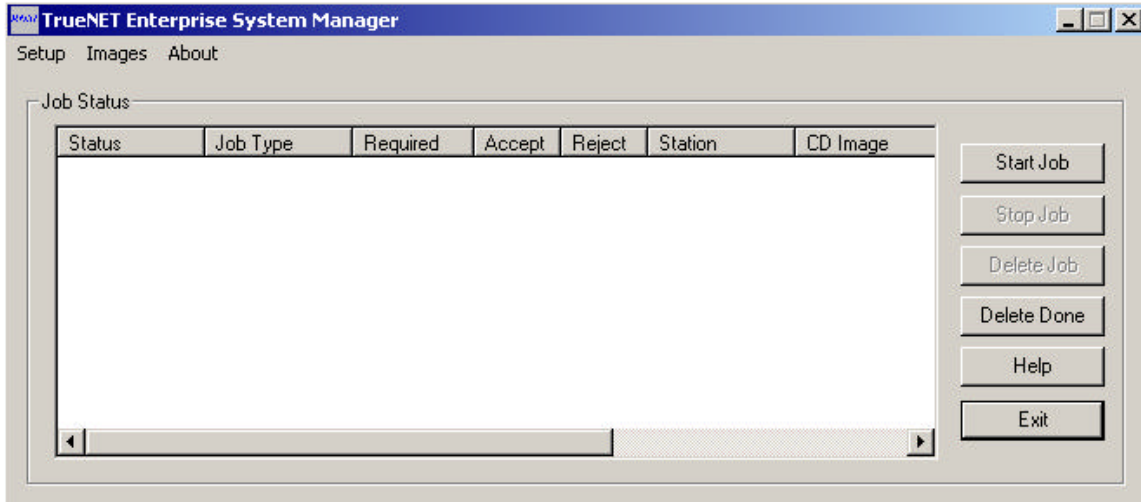 TrueNET Enterprise System Manager
Setup Images About
Job Status
Status Job Type Required Accept Reject Station CD Image
Start Job
Stop Job
Delete Job
Delete Done
Help
Exit